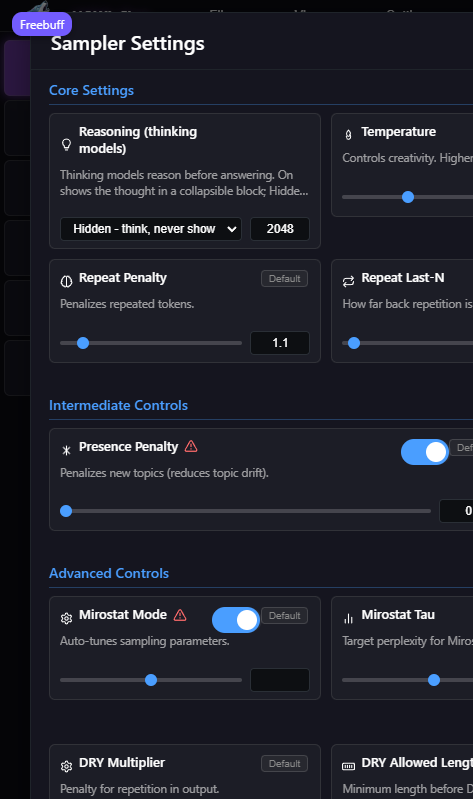 Freebuff
Sampler Settings
Core Settings
Reasoning (thinking
models)
Thinking models reason before answering. On
shows the thought in a collapsible block; Hidde...
Hidden - think, never show
2048
Temperature
Controls creativity. Higher
Repeat Penalty
Default
Penalizes repeated tokens.
1.1
Repeat Last-N
How far back repetition is
Intermediate Controls
Presence Penalty
Def
Penalizes new topics (reduces topic drift).
0
Advanced Controls
Mirostat Mode
Default
Auto-tunes sampling parameters.
Mirostat Tau
Target perplexity for Miros
DRY Multiplier
Default
Penalty for repetition in output.
DRY Allowed Lengt
Minimum length before D